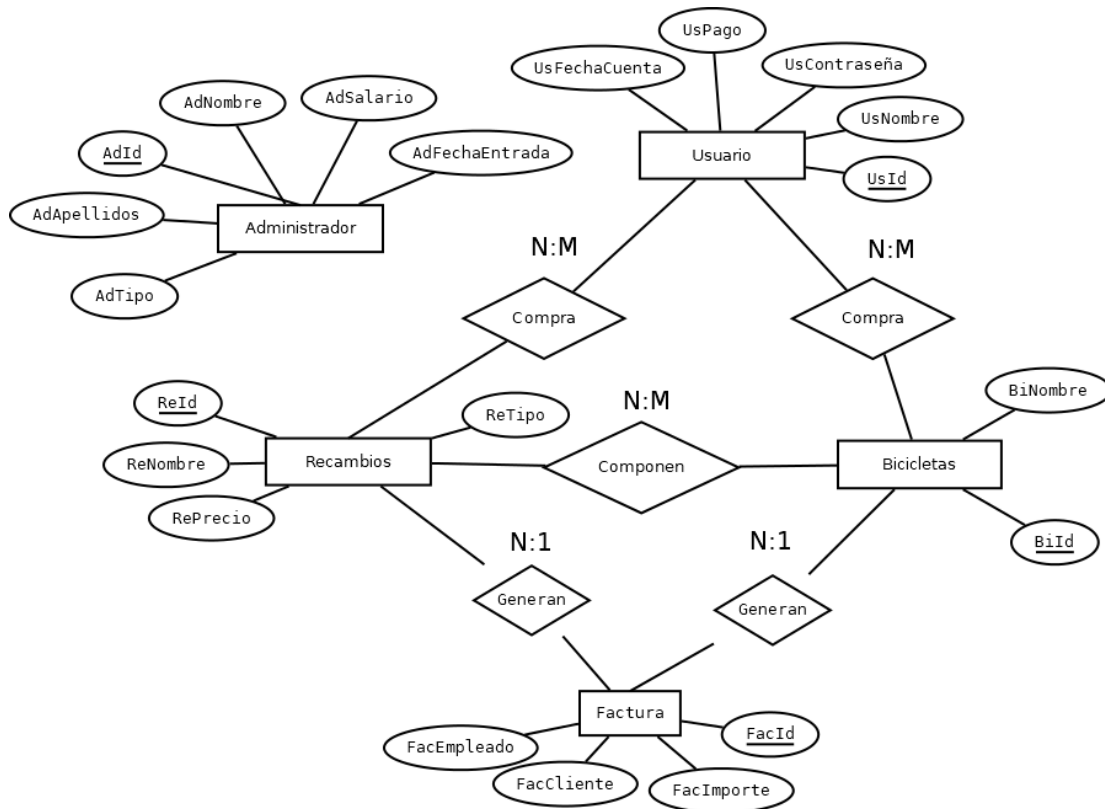 UsPago
UsFechaCuenta
UsContraseña
AdNombre
AdSalario
UsNombre
AdId
AdFechaEntrada
Usuario
UsId
AdApellidos
Administrador
N:M
N:M
AdTipo
Compra
Compra
BiNombre
ReId
N:M
ReTipo
ReNombre
Recambios
Componen
Bicicletas
RePrecio
N:1
N:1
BiId
Generan
Generan
Factura
FacId
FacEmpleado
FacCliente
FacImporte